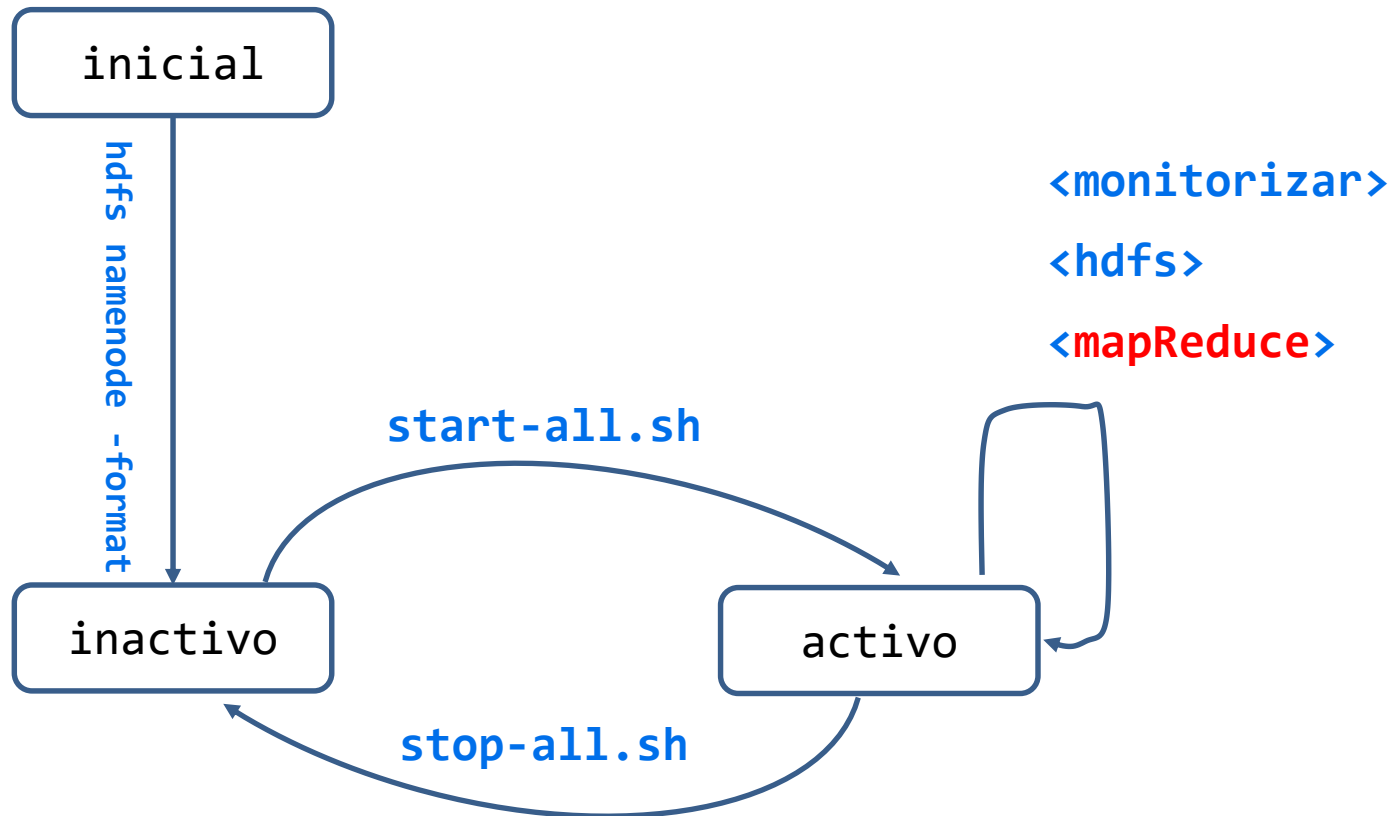 inicial
hdfs namenode -format
<monitorizar>
<hdfs>
<mapReduce>
start-all.sh
inactivo
activo
stop-all.sh